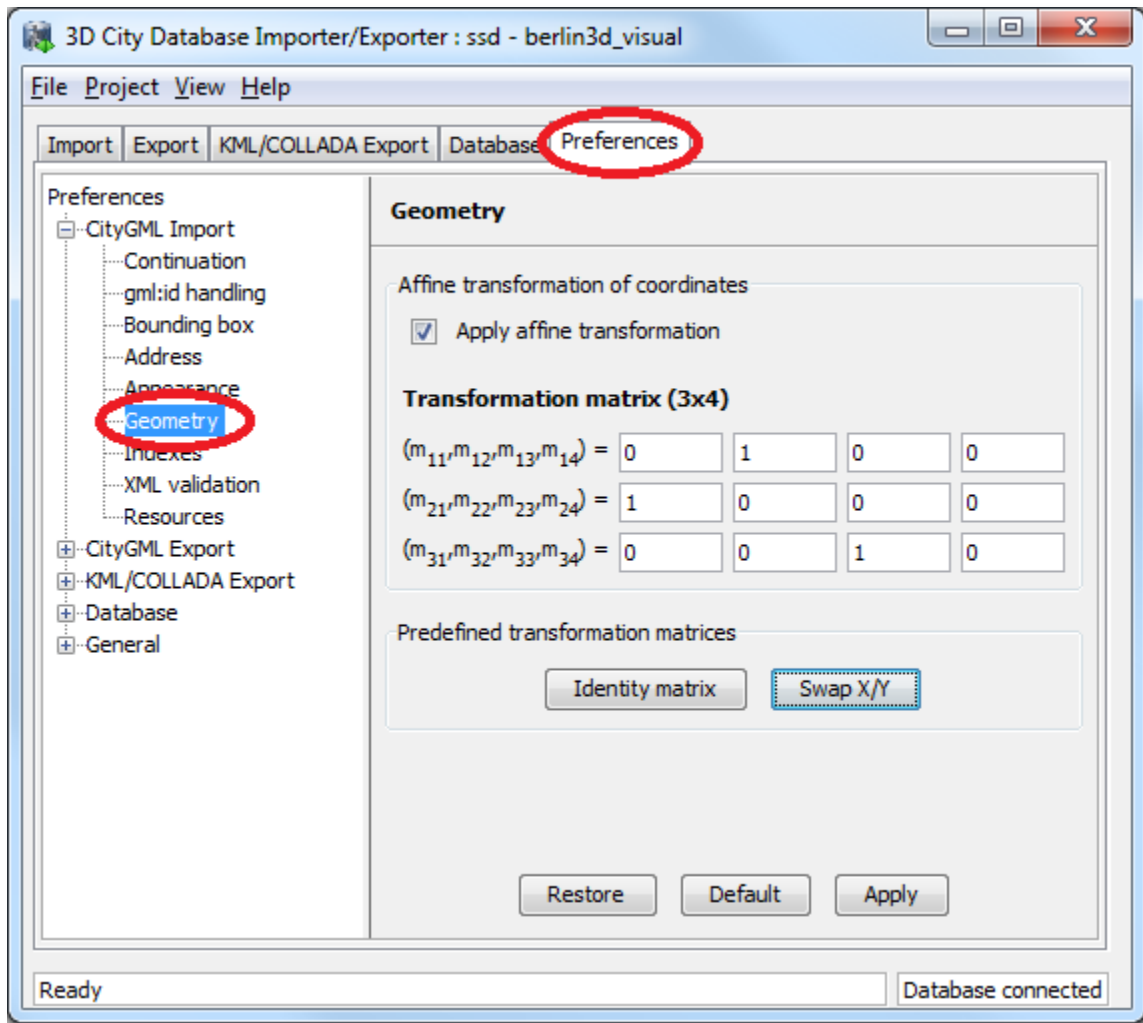 3D City Database Importer/Exporter : ssd - berlin3d_visual
File Project View Help
Import Export KML/COLLADA Export Database Preferences
Preferences
CityGML Import
Continuation
gml:id handling
Bounding box
Address
Appearance
Geometry
Indexes
XML validation
Resources
CityGML Export
KML/COLLADA Export
Database
General
Geometry
Affine transformation of coordinates
Apply affine transformation
Transformation matrix (3x4)
(m11,m12,m13,m14) = 0 1 0 0
(m21,m22,m23,m24) = 1 0 0 0
(m31,m32,m33,m34) = 0 0 1 0
Predefined transformation matrices
Identity matrix Swap X/Y
Restore Default Apply
Ready Database connected